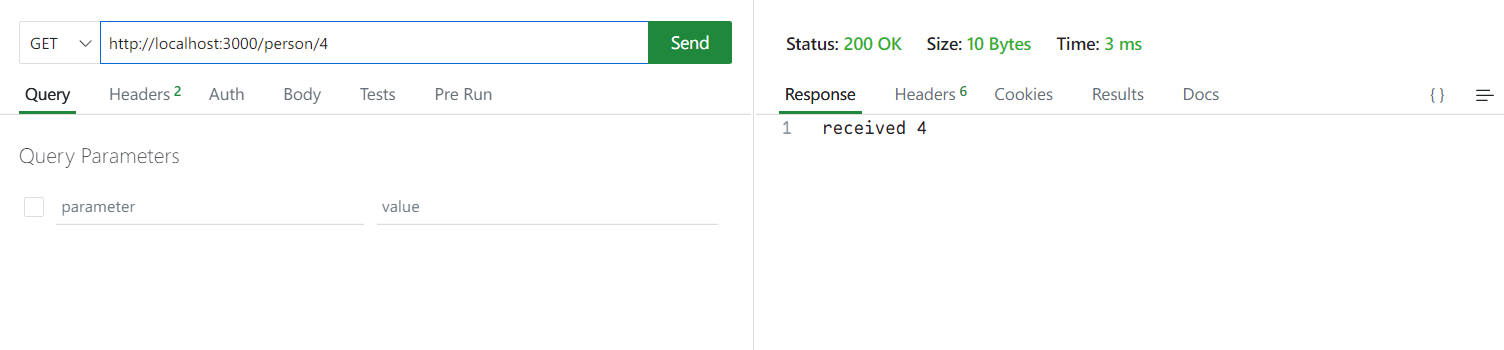 GET http://localhost:3000/person/4 Send
Query Headers 2 Auth Body Tests Pre Run
Query Parameters
parameter value
Status: 200 OK Size: 10 Bytes Time: 3 ms
Response Headers 6 Cookies Results Docs { }
1 received 4